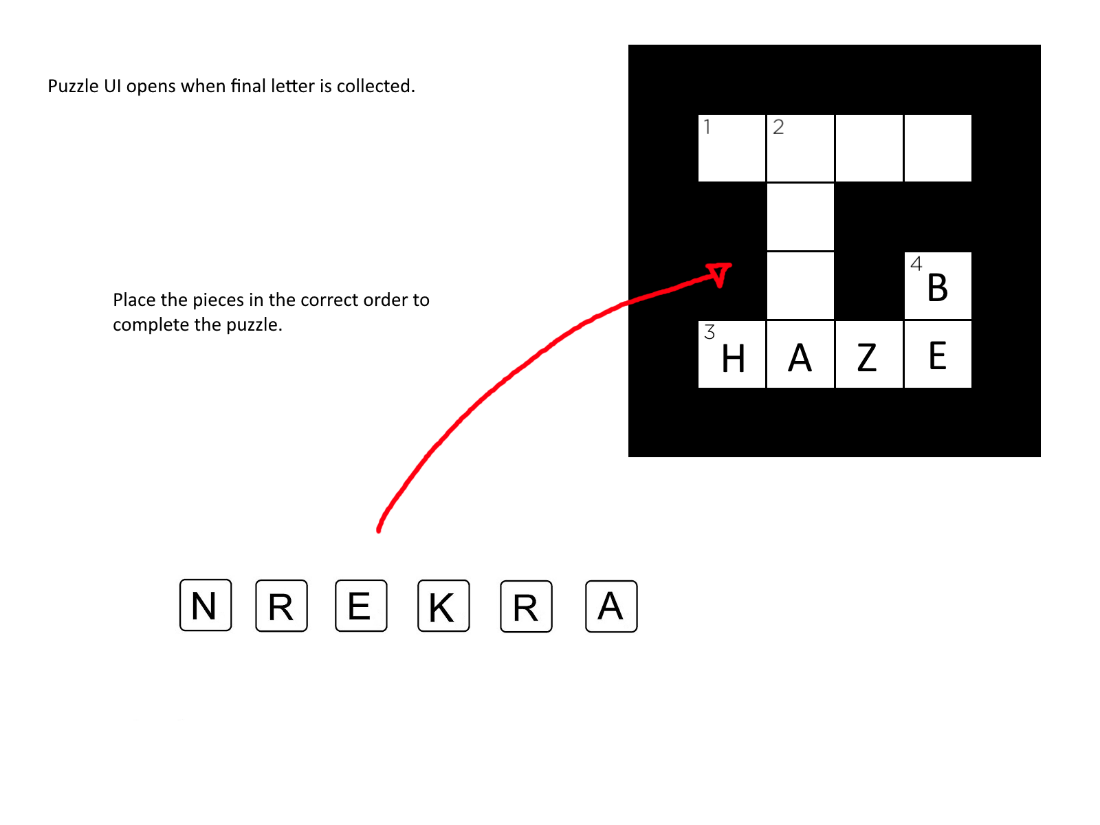 Puzzle UI opens when final letter is collected.
1 2
Place the pieces in the correct order to
complete the puzzle.
4 B
3 H A Z E
N R E K R A